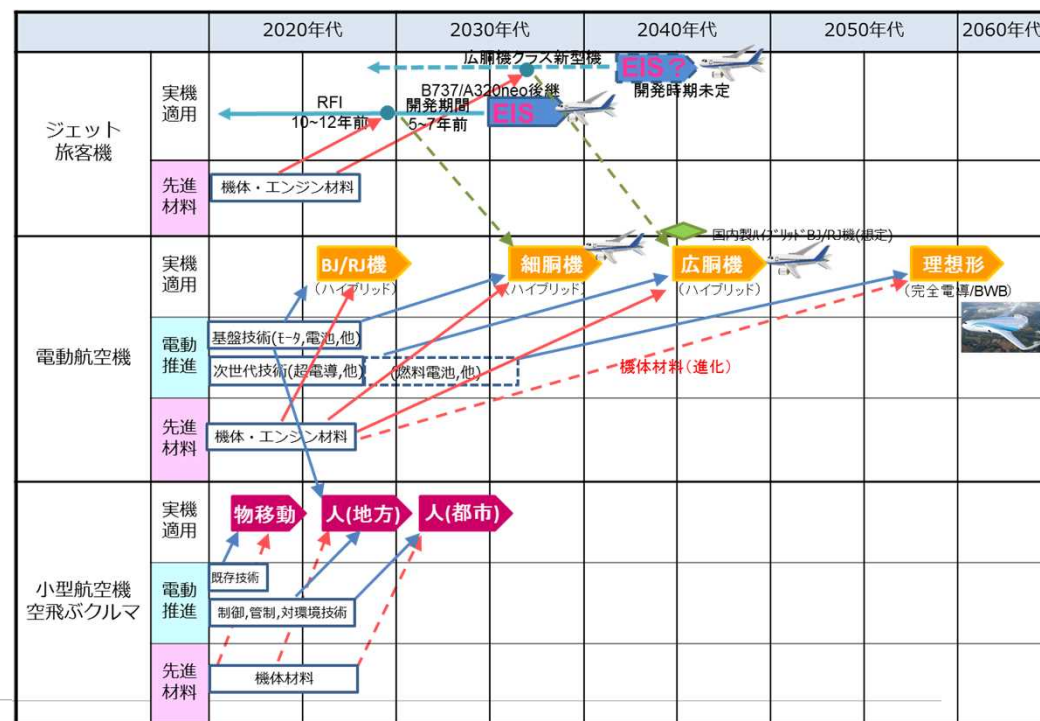 2020年代
2030年代
2040年代
2050年代
2060年代
ジェット
旅客機
実機
適用
広胴機クラス新型機
EIS？
開発時期未定
B737/A320neo後継
RFI
10~12年前
開発期間
5~7年前
EIS
先進
材料
機体・エンジン材料
電動航空機
実機
適用
国内製ﾊｲﾌﾞﾘｯﾄﾞBJ/RJ機(想定)
BJ/RJ機
(ハイブリッド)
細胴機
(ハイブリッド)
広胴機
(ハイブリッド)
理想形
(完全電導/BWB)
電動
推進
基盤技術(ﾓｰﾀ,電池,他)
次世代技術(超電導,他)
(燃料電池,他)
機体材料(進化)
先進
材料
機体・エンジン材料
小型航空機
空飛ぶクルマ
実機
適用
物移動
人(地方)
人(都市)
電動
推進
既存技術
制御,管制,対環境技術
先進
材料
機体材料